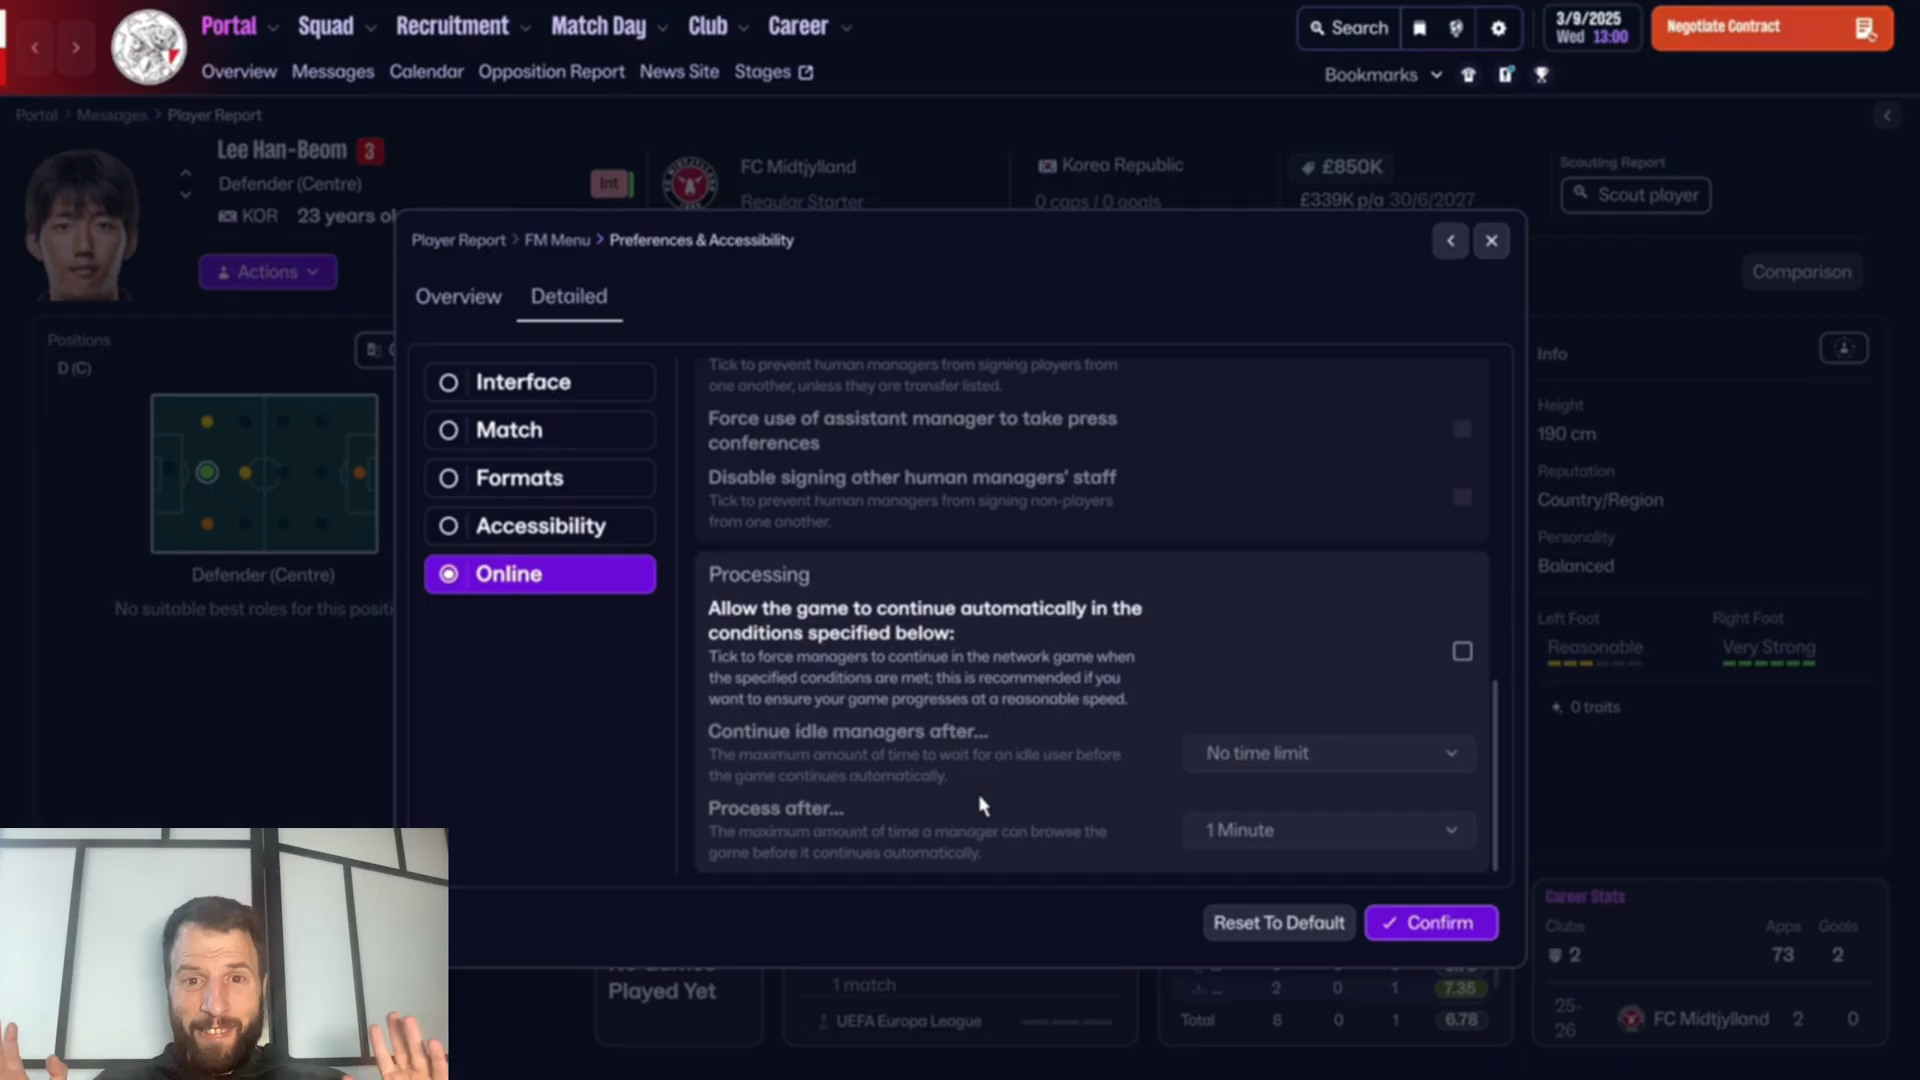 Portal
Squad
Recruitment
Match Day
Club
Career
Search
3/9/2025
Wed 13:00
Negotiate Contract
Overview
Messages
Calendar
Opposition Report
News Site
Stages
Bookmarks
Portal > Messages > Player Report
Lee Han-Beom 3
Defender (Centre)
KOR 23 years ol
Int
FC Midtjylland
Regular Starter
Korea Republic
0 caps / 0 goals
£850K
£339K p/a 30/6/2027
Scouting Report
Scout player
Actions
Comparison
Player Report > FM Menu > Preferences & Accessibility
Overview
Detailed
Positions
D (C)
Defender (Centre)
No suitable best roles for this positi
Interface
Match
Formats
Accessibility
Online
Tick to prevent human managers from signing players from
one another, unless they are transfer listed.
Force use of assistant manager to take press
conferences
Disable signing other human managers' staff
Tick to prevent human managers from signing non-players
from one another.
Processing
Allow the game to continue automatically in the
conditions specified below:
Tick to force managers to continue in the network game when
the specified conditions are met; this is recommended if you
want to ensure your game progresses at a reasonable speed.
Continue idle managers after...
The maximum amount of time to wait for an idle user before
the game continues automatically.
No time limit
Process after...
The maximum amount of time a manager can browse the
game before it continues automatically.
1 Minute
Reset To Default
Confirm
Info
Height
190 cm
Reputation
Country/Region
Personality
Balanced
Left Foot
Right Foot
Reasonable
Very Strong
0 traits
Career Stats
Clubs
Apps
Goals
2
73
2
25-
26
FC Midtjylland
2
0
Played Yet
1 match
UEFA Europa League
2
0
1
7.35
Total
8
0
1
6.78